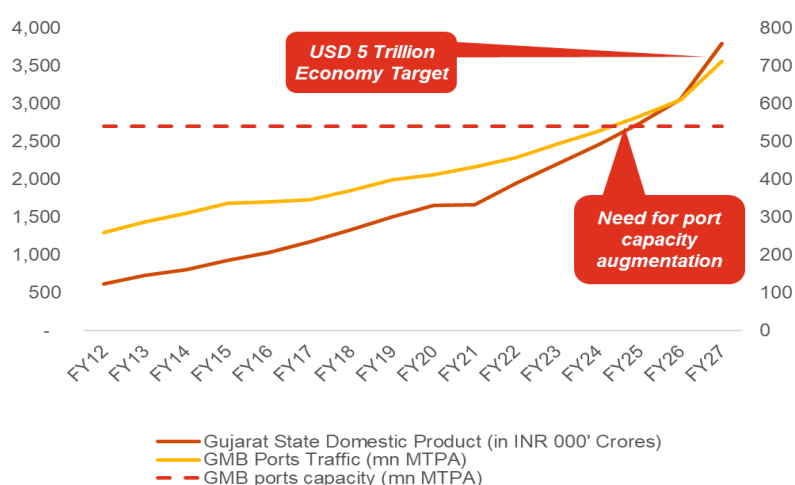 4,000
3,500
3,000
2,500
2,000
1,500
1,000
500
-
800
700
600
500
400
300
200
100
0
USD 5 Trillion
Economy Target
Need for port
capacity
augmentation
FY12
FY13
FY14
FY15
FY16
FY17
FY18
FY19
FY20
FY21
FY22
FY23
FY24
FY25
FY26
FY27
Gujarat State Domestic Product (in INR 000' Crores)
GMB Ports Traffic (mn MTPA)
GMB ports capacity (mn MTPA)